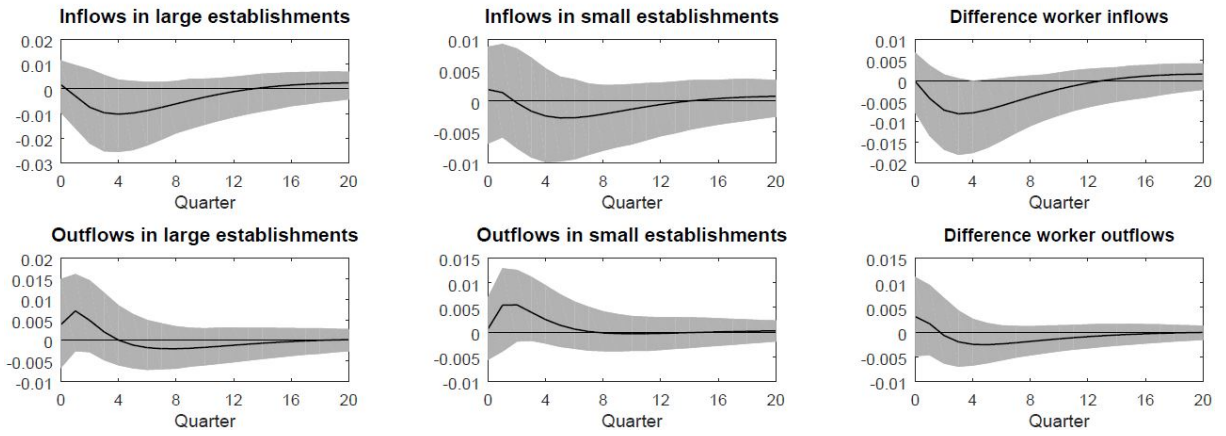 Inflows in large establishments
0.02
0.01
0
-0.01
-0.02
-0.03
0 4 8 12 16 20
Quarter
Inflows in small establishments
0.01
0.005
0
-0.005
-0.01
0 4 8 12 16 20
Quarter
Difference worker inflows
0.01
0.005
0
-0.005
-0.01
-0.015
-0.02
0 4 8 12 16 20
Quarter
Outflows in large establishments
0.02
0.015
0.01
0.005
0
-0.005
-0.01
0 4 8 12 16 20
Quarter
Outflows in small establishments
0.015
0.01
0.005
0
-0.005
-0.01
0 4 8 12 16 20
Quarter
Difference worker outflows
0.015
0.01
0.005
0
-0.005
-0.01
0 4 8 12 16 20
Quarter